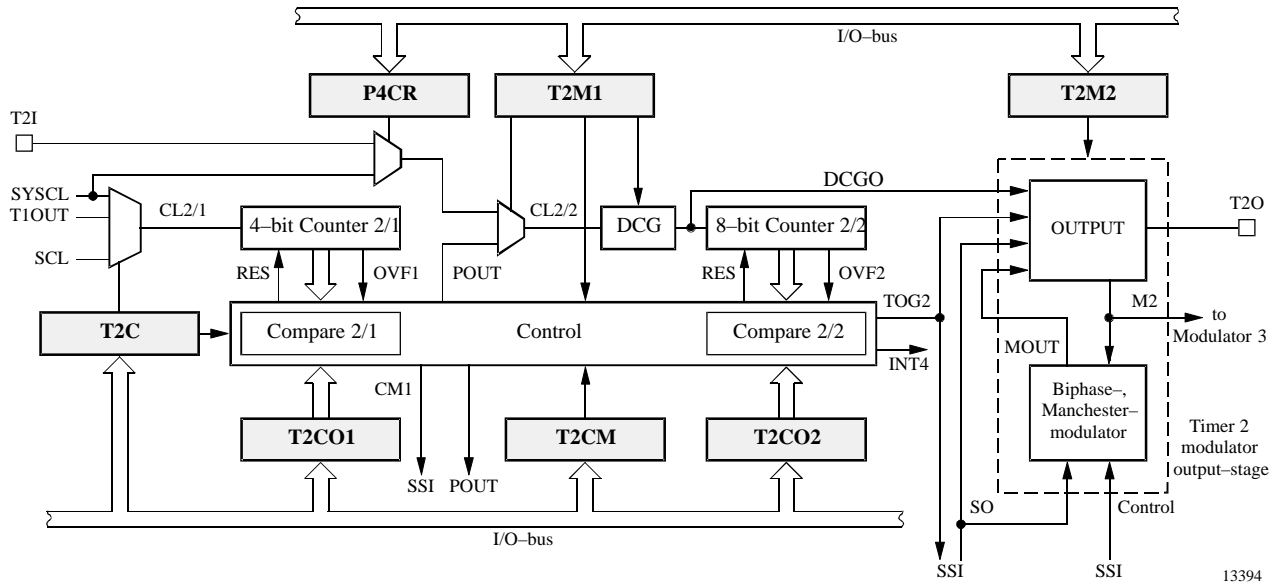 I/O–bus
P4CR
T2M1
T2M2
T2I
SYSCL
T1OUT
SCL
CL2/1
4–bit Counter 2/1
CL2/2
DCG
DCGO
8–bit Counter 2/2
OUTPUT
T2O
RES
OVF1
POUT
RES
OVF2
TOG2
M2
to
Modulator 3
T2C
Compare 2/1
Control
Compare 2/2
INT4
MOUT
CM1
Biphase–,
Manchester–
modulator
T2CO1
T2CM
T2CO2
Timer 2
modulator
output–stage
SSI
POUT
SO
Control
I/O–bus
SSI
SSI
13394